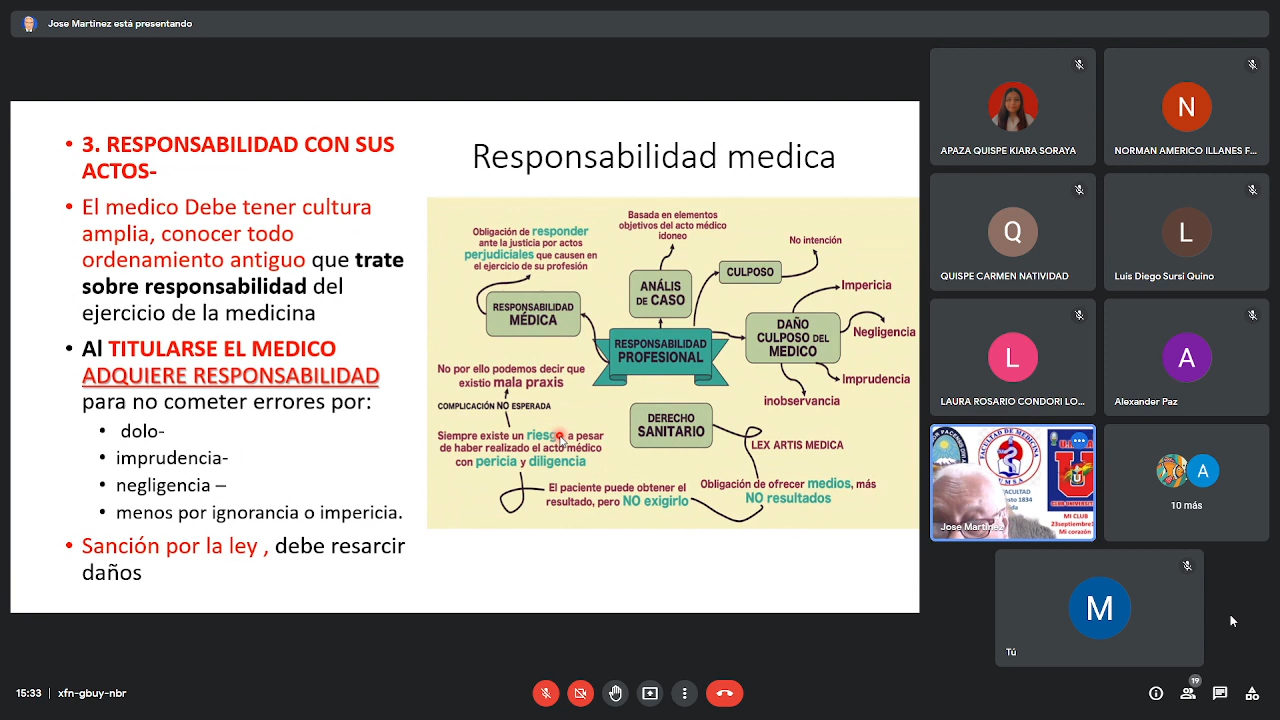 Jose Martinez está presentando
• 3. RESPONSABILIDAD CON SUS
ACTOS-
• El medico Debe tener cultura
amplia, conocer todo
ordenamiento antiguo que trate
sobre responsabilidad del
ejercicio de la medicina
• Al TITULARSE EL MEDICO
ADQUIERE RESPONSABILIDAD
para no cometer errores por:
• dolo-
• imprudencia-
• negligencia –
• menos por ignorancia o impericia.
• Sanción por la ley , debe resarcir
daños
Responsabilidad medica
Obligación de responder
ante la justicia por actos
perjudiciales que causen en
el ejercicio de su profesión
Basada en elementos
objetivos del acto médico
idoneo
No intención
CULPOSO
ANÁLIS
DE CASO
RESPONSABILIDAD
MÉDICA
Impericia
DAÑO
CULPOSO DEL
MEDICO
Negligencia
RESPONSABILIDAD
PROFESIONAL
No por ello podemos decir que
existio mala praxis
Imprudencia
inobservancia
COMPLICACIÓN NO ESPERADA
DERECHO
SANITARIO
Siempre existe un riesgo a pesar
de haber realizado el acto médico
con pericia y diligencia
LEX ARTIS MEDICA
El paciente puede obtener el
resultado, pero NO exigirlo
Obligación de ofrecer medios, más
NO resultados
APAZA QUISPE KIARA SORAYA
N
NORMAN AMERICO ILLANES F...
Q
QUISPE CARMEN NATIVIDAD
L
Luis Diego Sursi Quino
L
LAURA ROSARIO CONDORI LO...
A
Alexander Paz
FACULTAD DE MEDICINA
UMSA
U
MI CLUB
Mi corazón
Jose Martinez
A
10 más
M
Tú
15:33 | xfn-gbuy-nbr
19